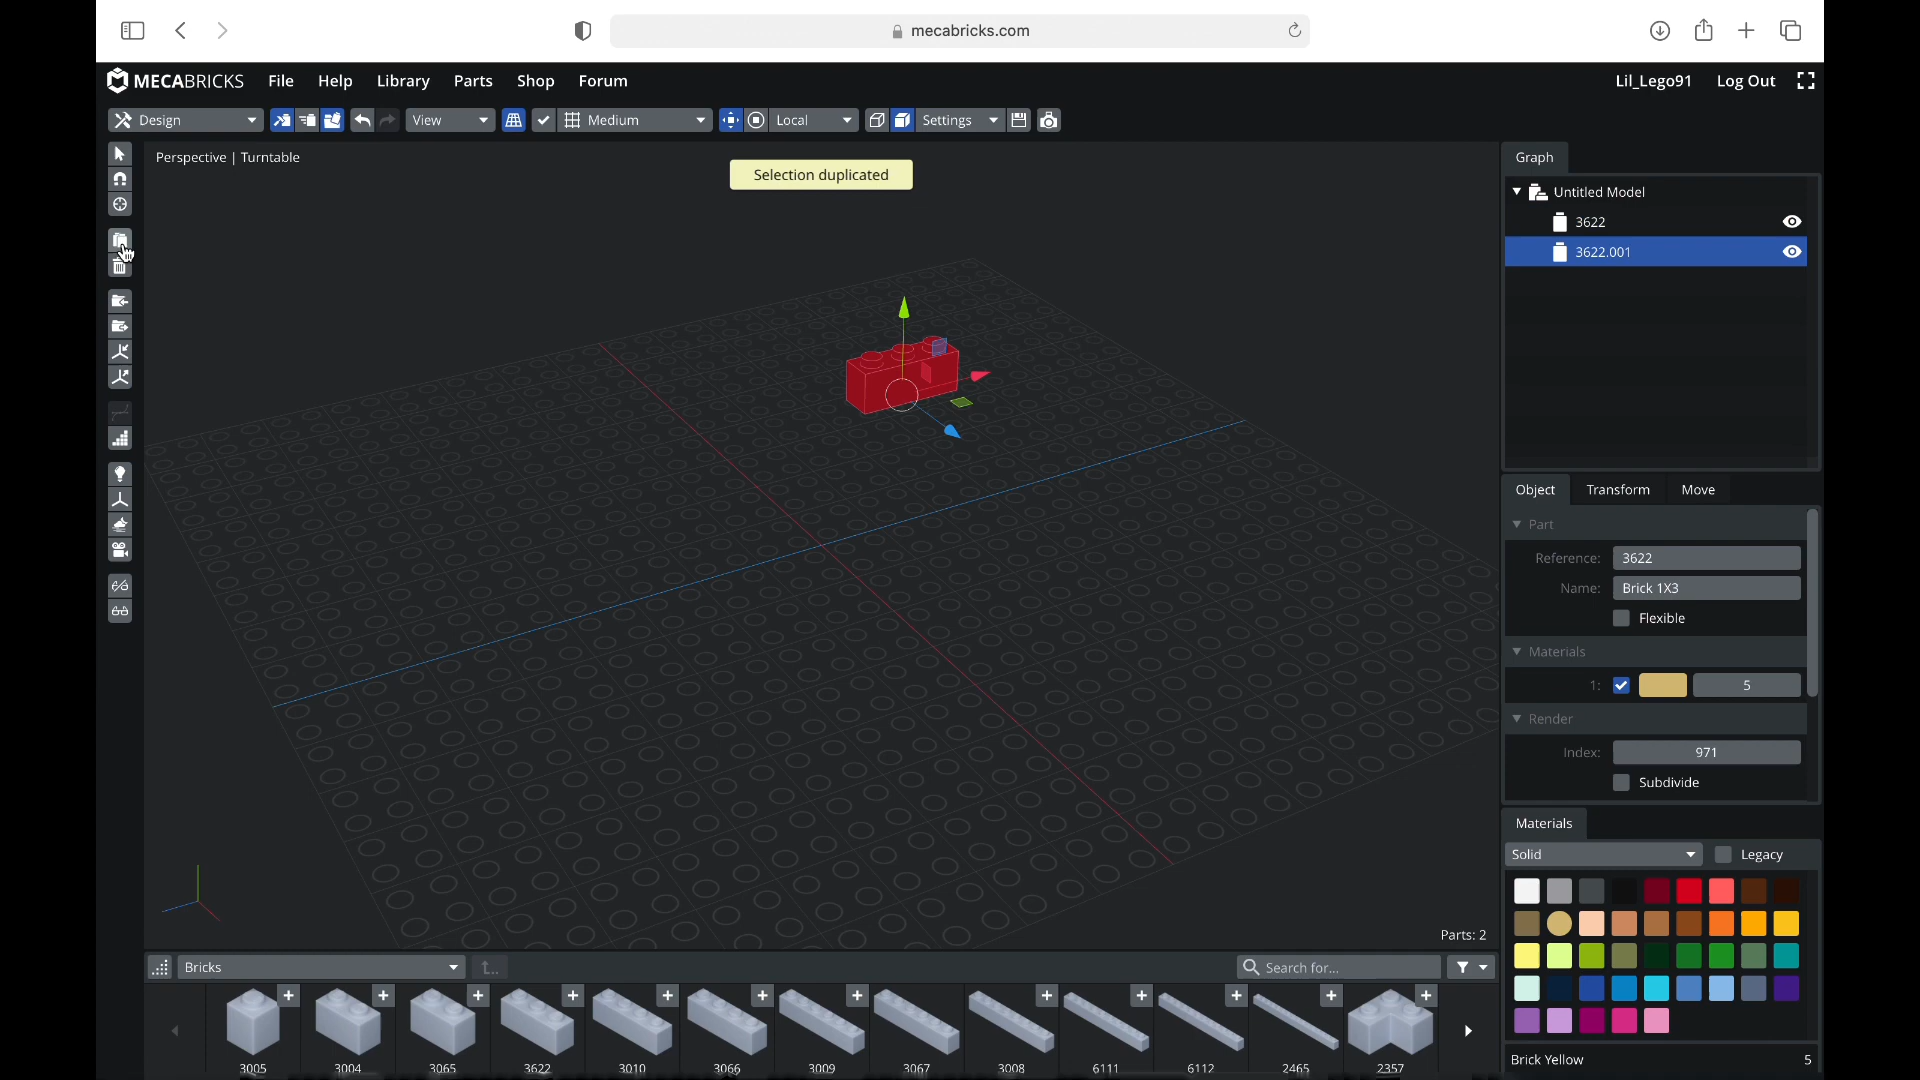 mecabricks.com
MECABRICKS File Help Library Parts Shop Forum Lil_Lego91 Log Out
Design View Medium Local Settings
Perspective | Turntable
Selection duplicated
Graph
Untitled Model
3622
3622.001
Object Transform Move
Part
Reference: 3622
Name: Brick 1X3
Flexible
Materials
1: 5
Render
Index: 971
Subdivide
Materials
Solid Legacy
Parts: 2
Bricks Search for...
3005 3004 3065 3622 3010 3066 3009 3067 3008 6111 6112 2465 2357
Brick Yellow 5